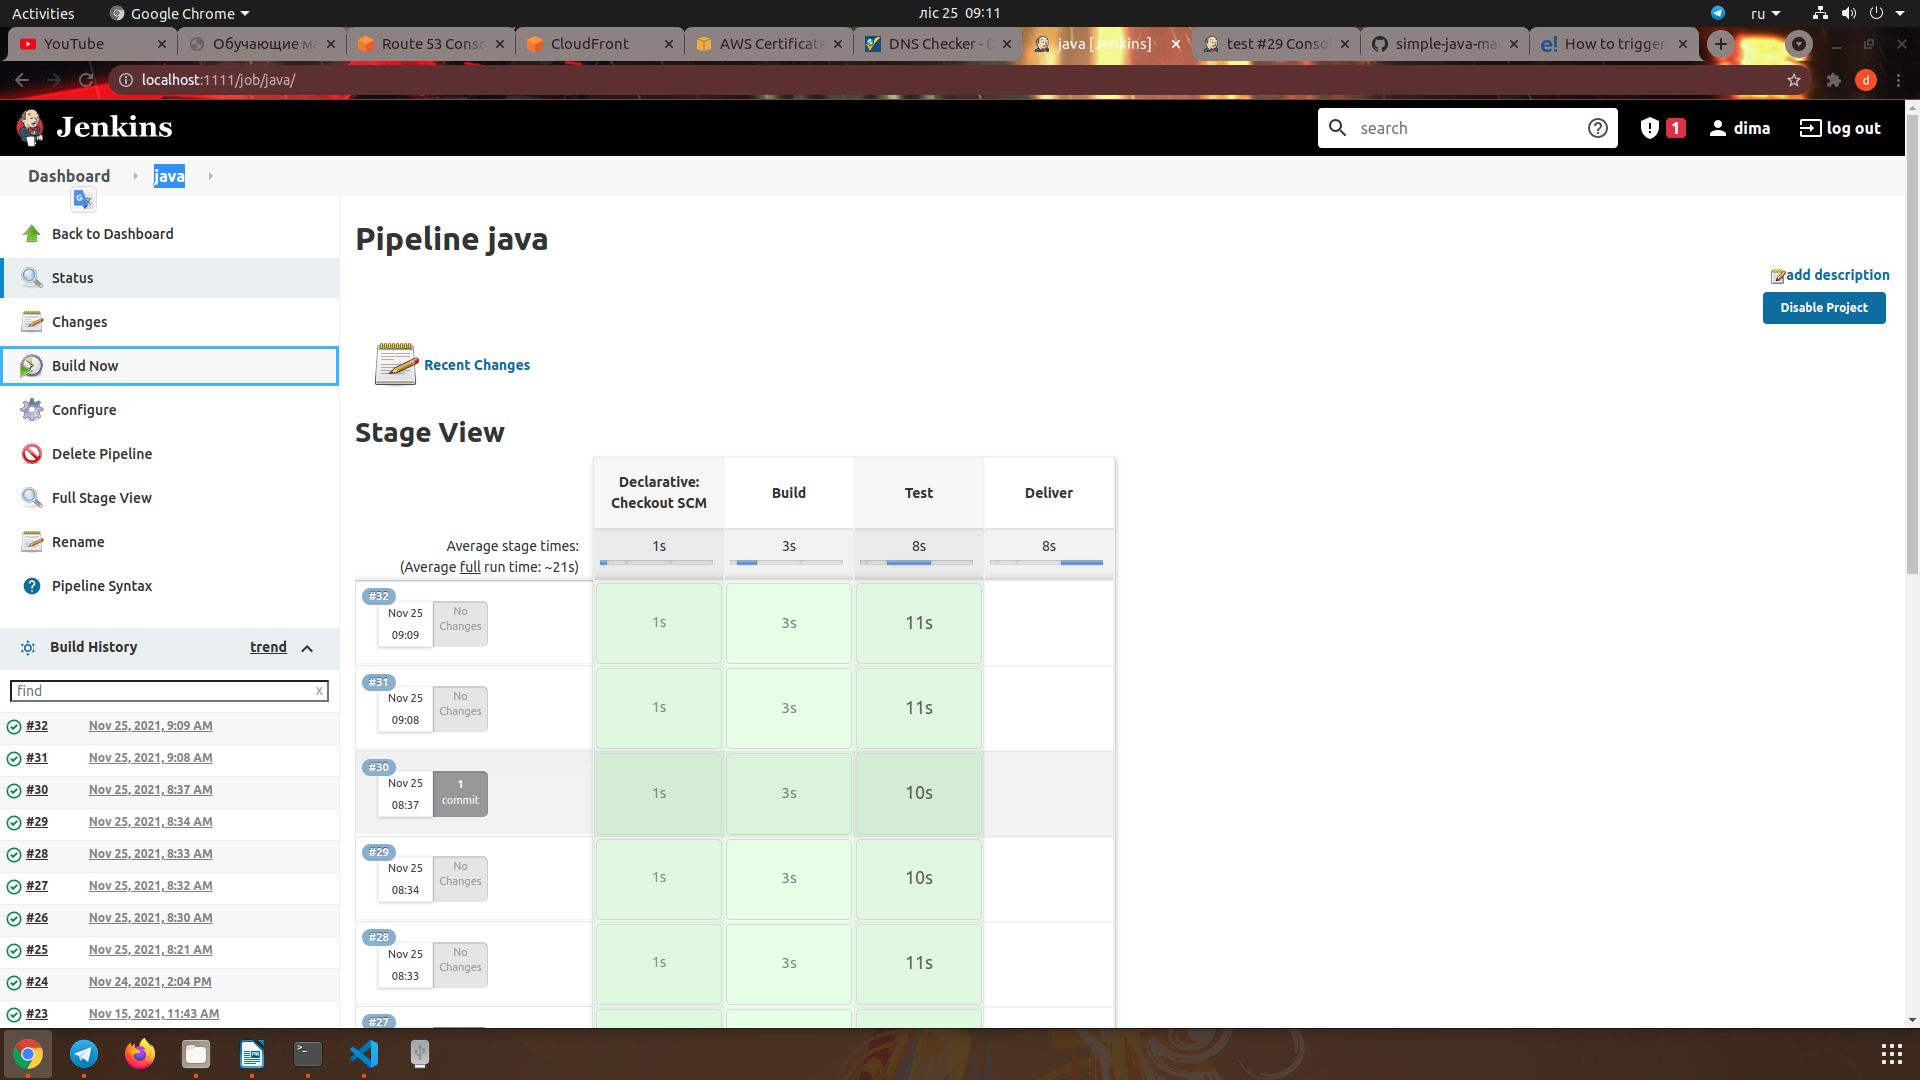 Activities
Google Chrome
ліс 25 09:11
ru
YouTube
Обучающие ма
Route 53 Conso
CloudFront
AWS Certificate
DNS Checker - D
java [Jenkins]
test #29 Consol
simple-java-ma
How to trigger
localhost:1111/job/java/
d
Jenkins
search
1
dima
log out
Dashboard
java
Back to Dashboard
Status
Changes
Build Now
Configure
Delete Pipeline
Full Stage View
Rename
Pipeline Syntax
Build History
trend
find
x
#32 Nov 25, 2021, 9:09 AM
#31 Nov 25, 2021, 9:08 AM
#30 Nov 25, 2021, 8:37 AM
#29 Nov 25, 2021, 8:34 AM
#28 Nov 25, 2021, 8:33 AM
#27 Nov 25, 2021, 8:32 AM
#26 Nov 25, 2021, 8:30 AM
#25 Nov 25, 2021, 8:21 AM
#24 Nov 24, 2021, 2:04 PM
#23 Nov 15, 2021, 11:43 AM
Pipeline java
add description
Disable Project
Recent Changes
Stage View
Declarative:
Checkout SCM
Build
Test
Deliver
Average stage times:
(Average full run time: ~21s)
1s 3s 8s 8s
#32
Nov 25
09:09
No
Changes
1s 3s 11s
#31
Nov 25
09:08
No
Changes
1s 3s 11s
#30
Nov 25
08:37
1
commit
1s 3s 10s
#29
Nov 25
08:34
No
Changes
1s 3s 10s
#28
Nov 25
08:33
No
Changes
1s 3s 11s
#27